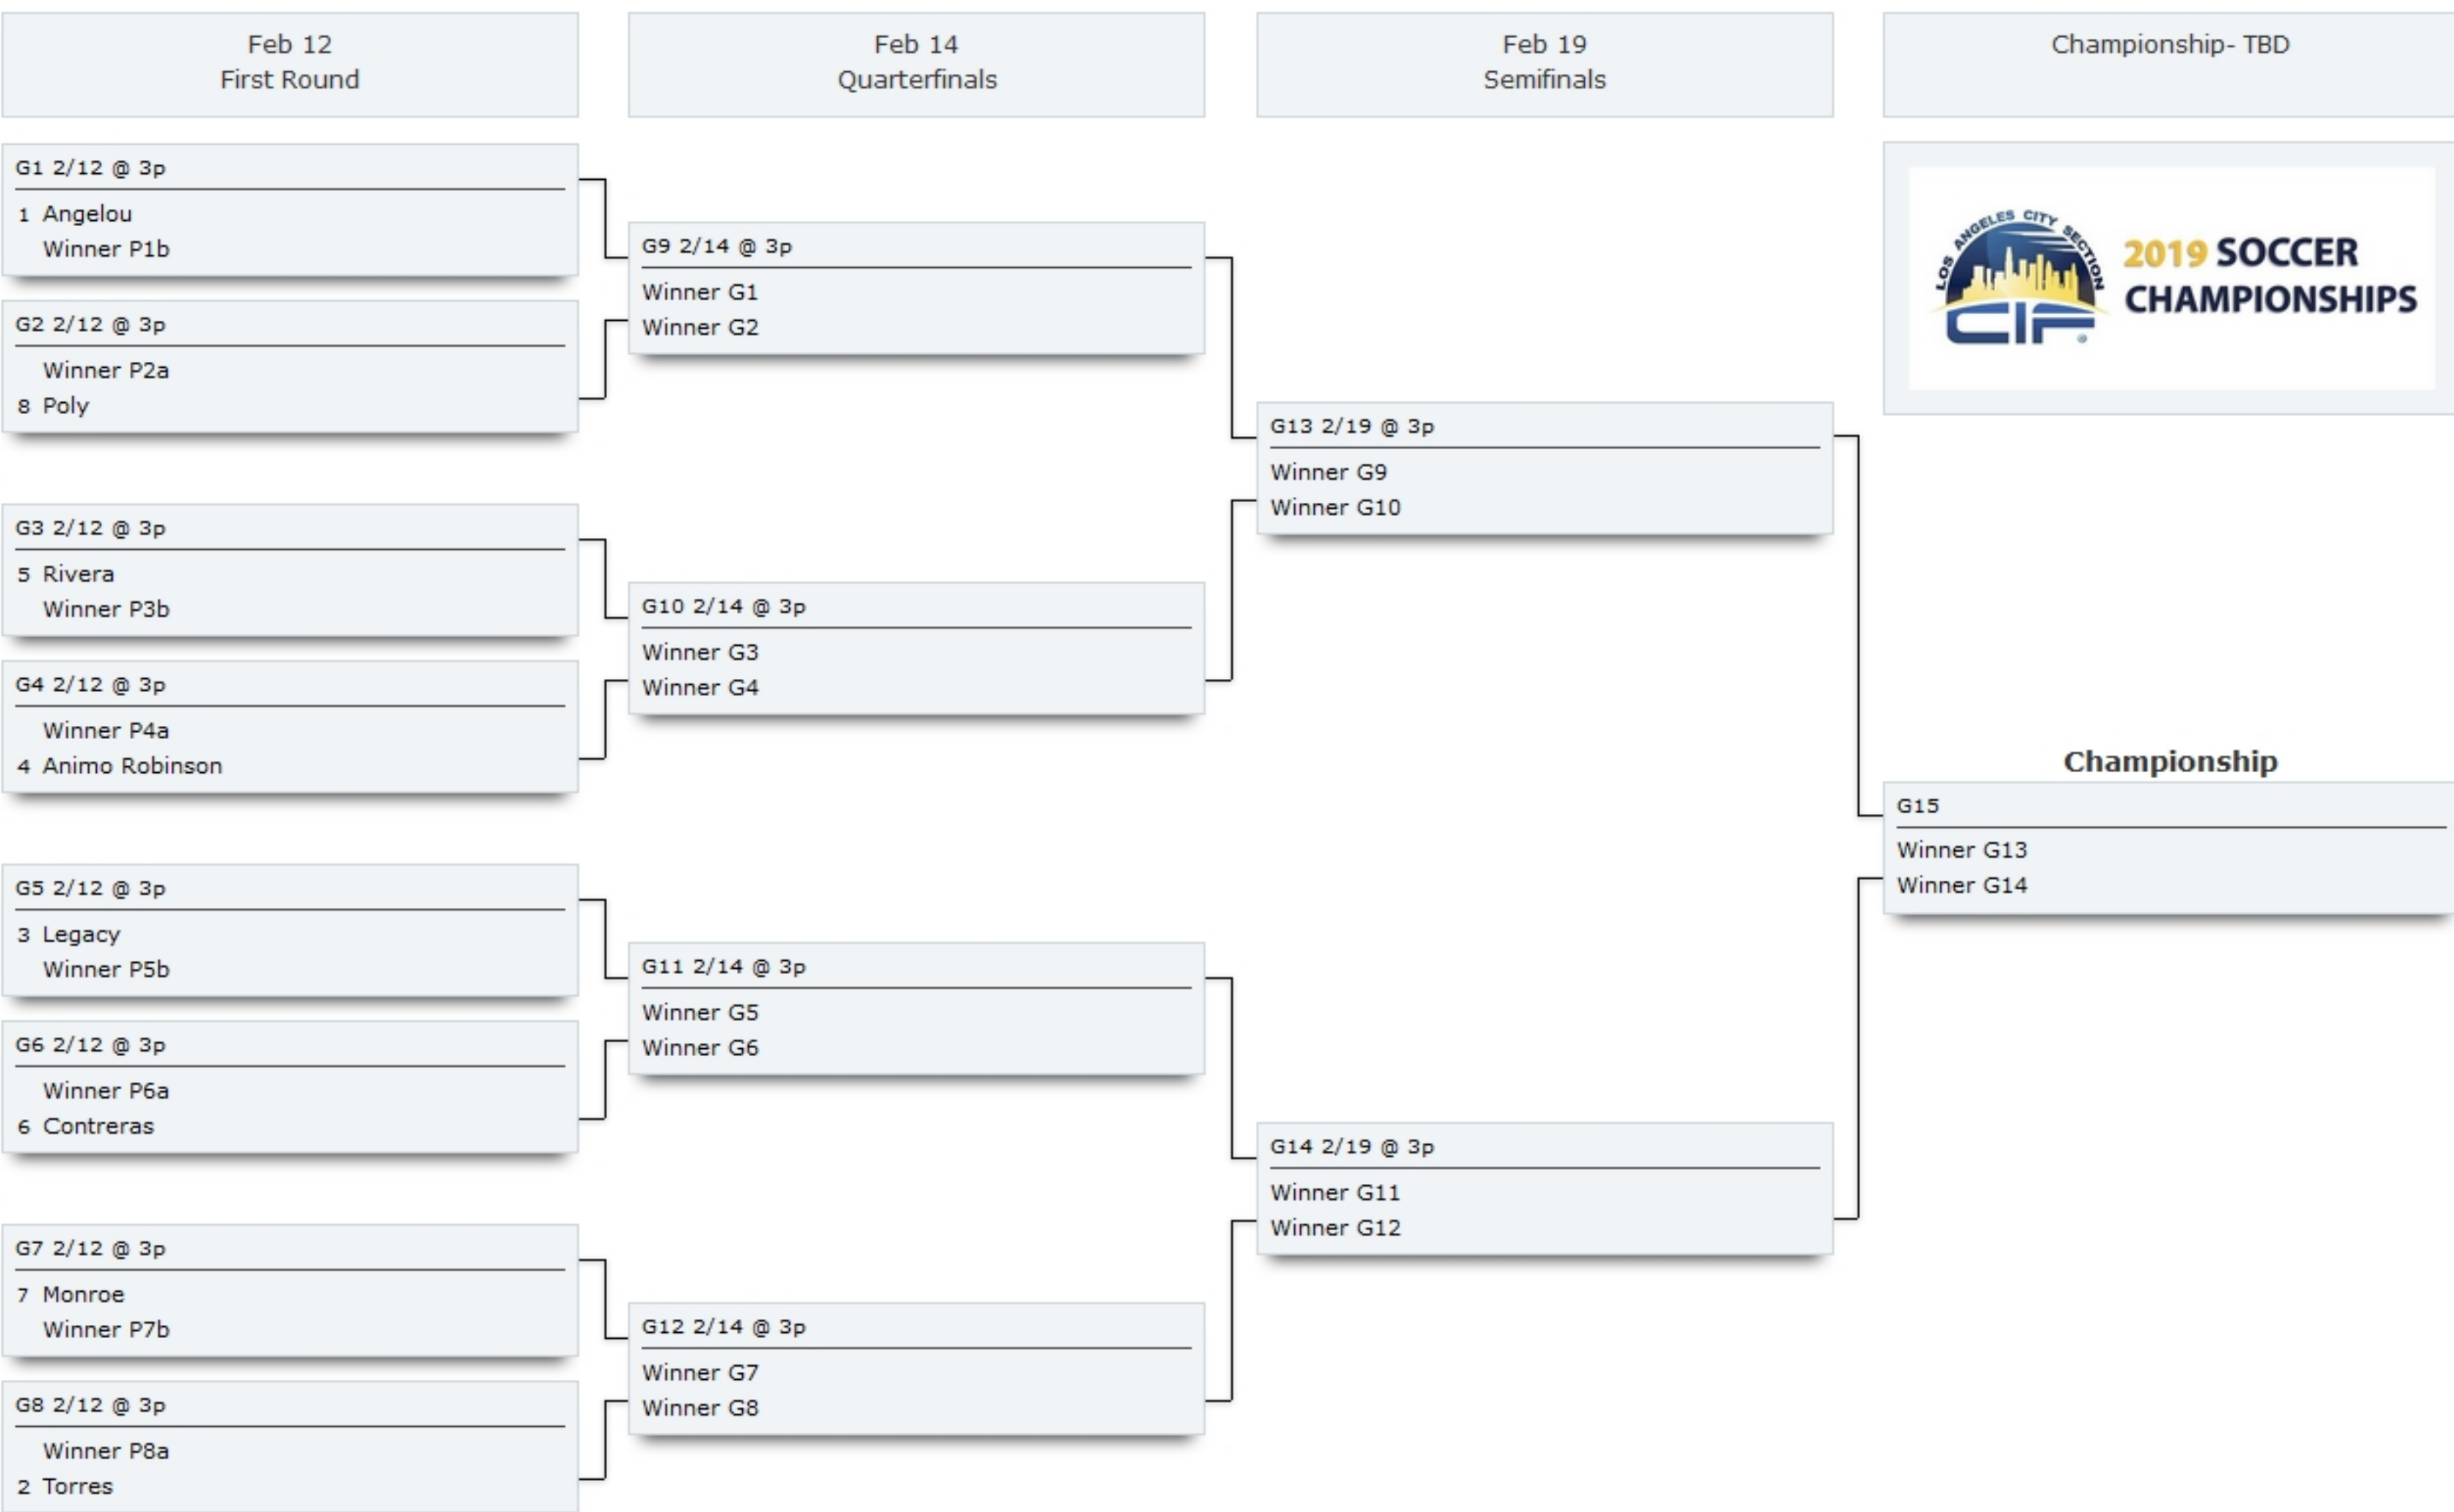 Feb 12
First Round
Feb 14
Quarterfinals
Feb 19
Semifinals
Championship- TBD
G1 2/12 @ 3p
1 Angelou
Winner P1b
G2 2/12 @ 3p
Winner P2a
8 Poly
G3 2/12 @ 3p
5 Rivera
Winner P3b
G4 2/12 @ 3p
Winner P4a
4 Animo Robinson
G5 2/12 @ 3p
3 Legacy
Winner P5b
G6 2/12 @ 3p
Winner P6a
6 Contreras
G7 2/12 @ 3p
7 Monroe
Winner P7b
G8 2/12 @ 3p
Winner P8a
2 Torres
G9 2/14 @ 3p
Winner G1
Winner G2
G10 2/14 @ 3p
Winner G3
Winner G4
G11 2/14 @ 3p
Winner G5
Winner G6
G12 2/14 @ 3p
Winner G7
Winner G8
G13 2/19 @ 3p
Winner G9
Winner G10
G14 2/19 @ 3p
Winner G11
Winner G12
LOS ANGELES CITY SECTION
CIF ®
2019 SOCCER
CHAMPIONSHIPS
Championship
G15
Winner G13
Winner G14